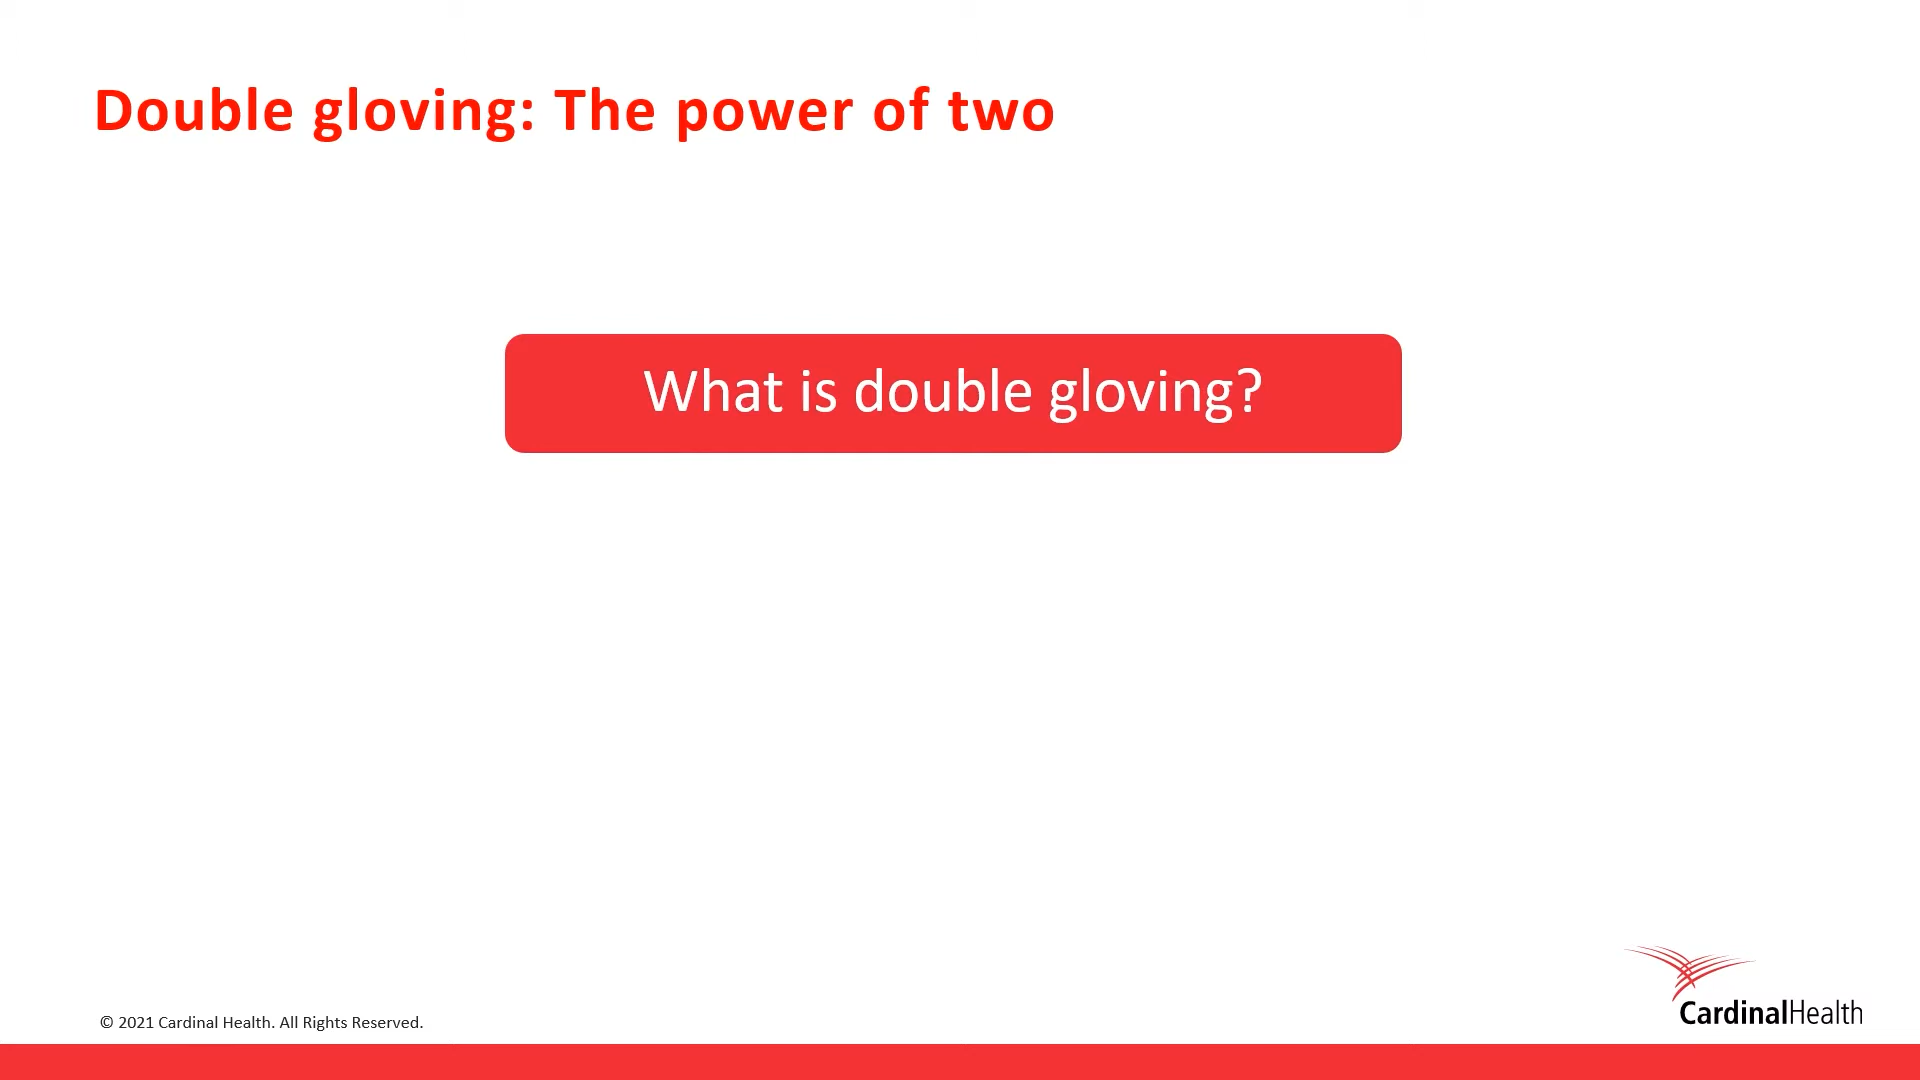 Double gloving: The power of two
What is double gloving?
CardinalHealth
© 2021 Cardinal Health. All Rights Reserved.